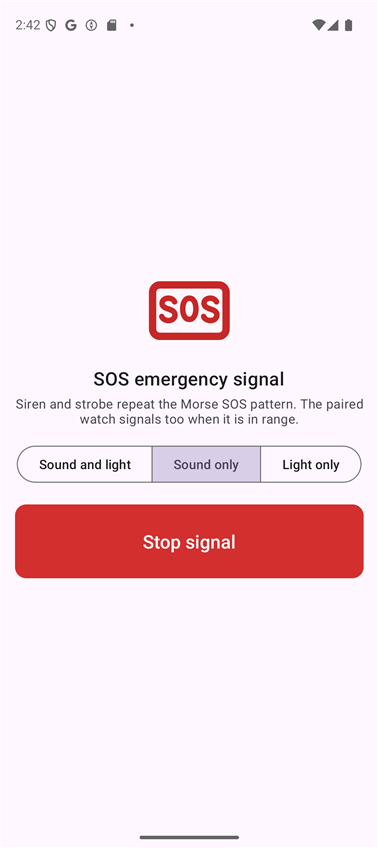 2:42
SOS
SOS emergency signal
Siren and strobe repeat the Morse SOS pattern. The paired
watch signals too when it is in range.
Sound and light
Sound only
Light only
Stop signal